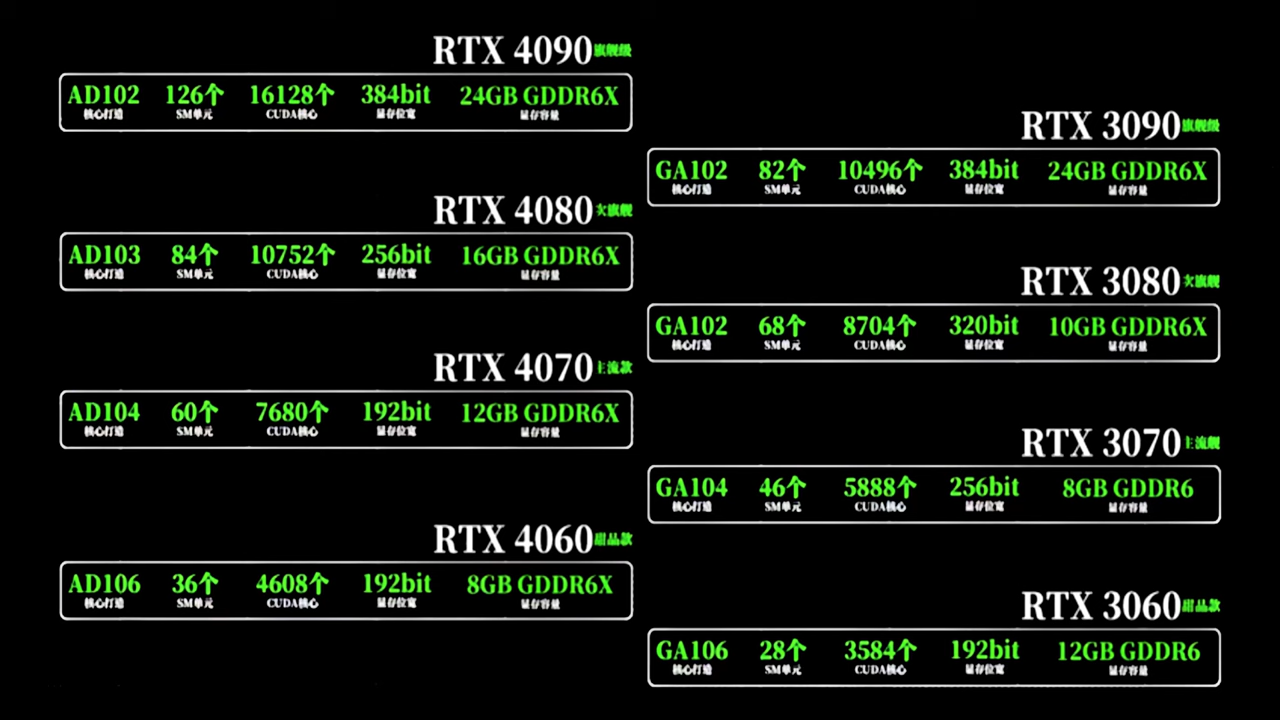 RTX 4090旗舰级
AD102 126个 16128个 384bit 24GB GDDR6X
核心打造 SM单元 CUDA核心 显存位宽 显存容量
RTX 4080次旗舰
AD103 84个 10752个 256bit 16GB GDDR6X
核心打造 SM单元 CUDA核心 显存位宽 显存容量
RTX 4070主流款
AD104 60个 7680个 192bit 12GB GDDR6X
核心打造 SM单元 CUDA核心 显存位宽 显存容量
RTX 4060甜品款
AD106 36个 4608个 192bit 8GB GDDR6X
核心打造 SM单元 CUDA核心 显存位宽 显存容量
RTX 3090旗舰级
GA102 82个 10496个 384bit 24GB GDDR6X
核心打造 SM单元 CUDA核心 显存位宽 显存容量
RTX 3080次旗舰
GA102 68个 8704个 320bit 10GB GDDR6X
核心打造 SM单元 CUDA核心 显存位宽 显存容量
RTX 3070主流舰
GA104 46个 5888个 256bit 8GB GDDR6
核心打造 SM单元 CUDA核心 显存位宽 显存容量
RTX 3060甜品款
GA106 28个 3584个 192bit 12GB GDDR6
核心打造 SM单元 CUDA核心 显存位宽 显存容量